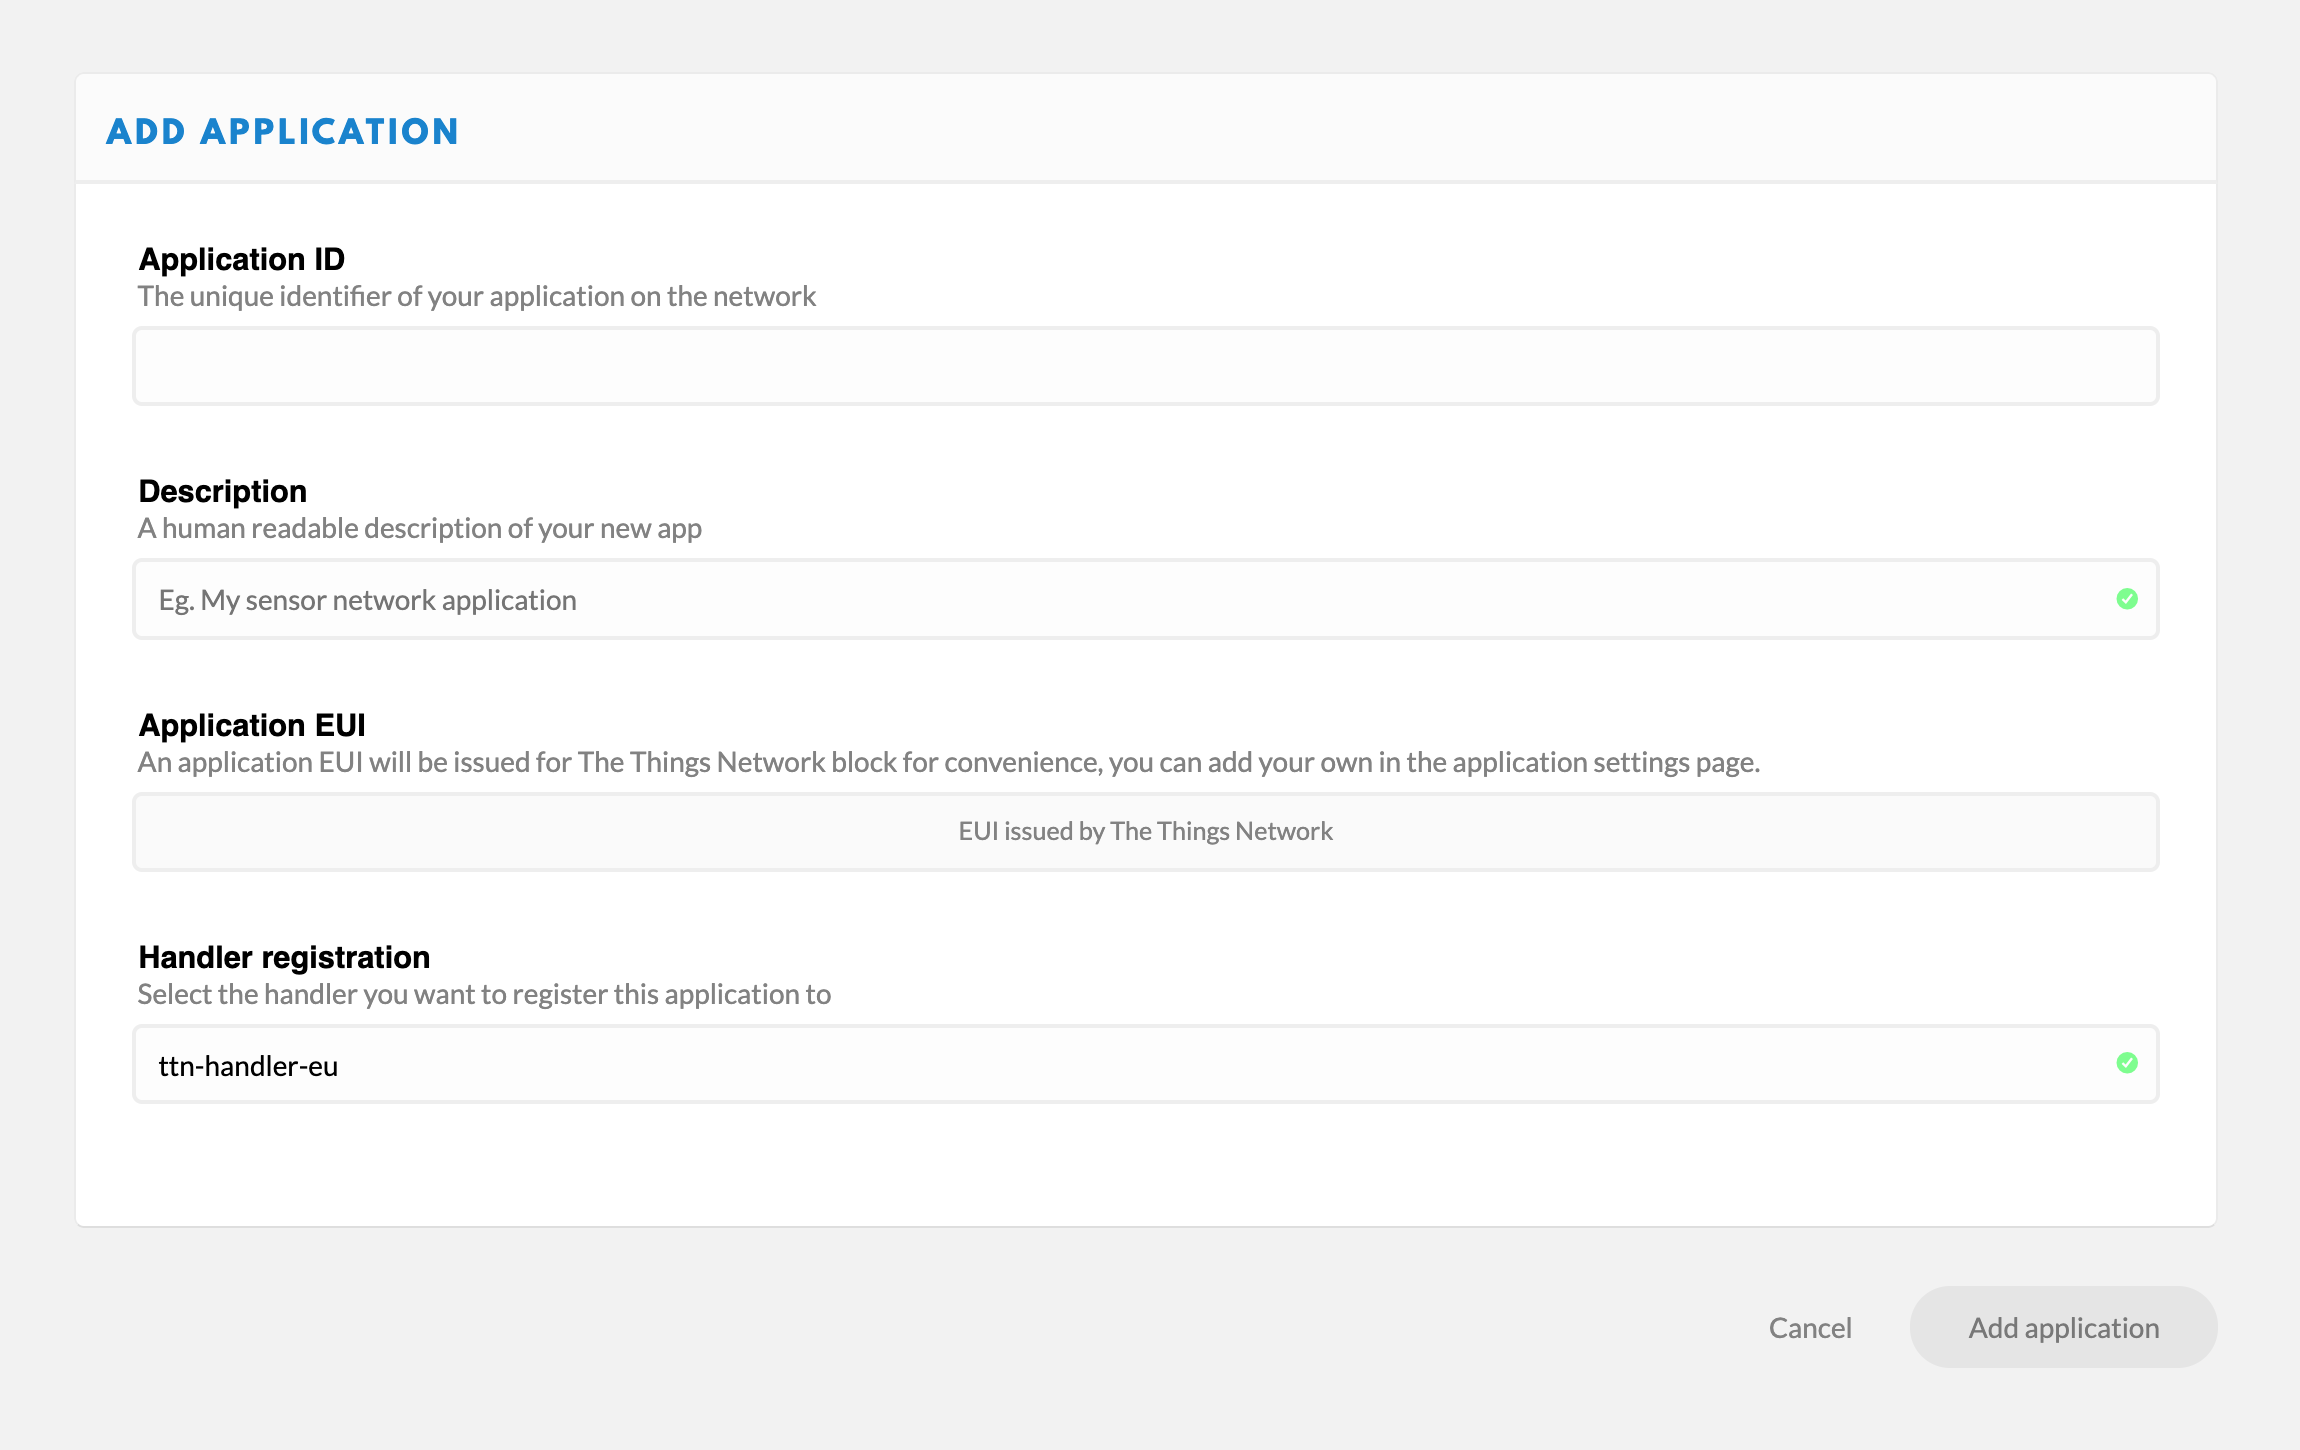 ADD APPLICATION
Application ID
The unique identifier of your application on the network
Description
A human readable description of your new app
Eg. My sensor network application
Application EUI
An application EUI will be issued for The Things Network block for convenience, you can add your own in the application settings page.
EUI issued by The Things Network
Handler registration
Select the handler you want to register this application to
ttn-handler-eu
Cancel
Add application